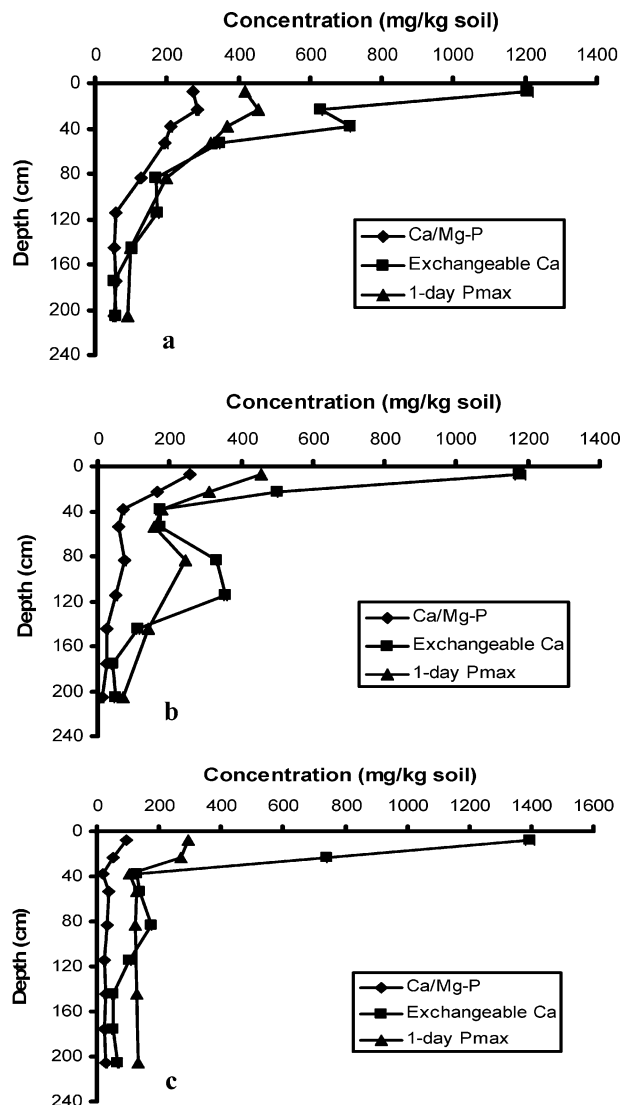 Concentration (mg/kg soil)
0 200 400 600 800 1000 1200 1400
0
40
80
120
160
200
240
Depth (cm)
Ca/Mg-P
Exchangeable Ca
1-day Pmax
a
Concentration (mg/kg soil)
0 200 400 600 800 1000 1200 1400
0
40
80
120
160
200
240
Depth (cm)
Ca/Mg-P
Exchangeable Ca
1-day Pmax
b
Concentration (mg/kg soil)
0 200 400 600 800 1000 1200 1400 1600
0
40
80
120
160
200
240
Depth (cm)
Ca/Mg-P
Exchangeable Ca
1-day Pmax
c